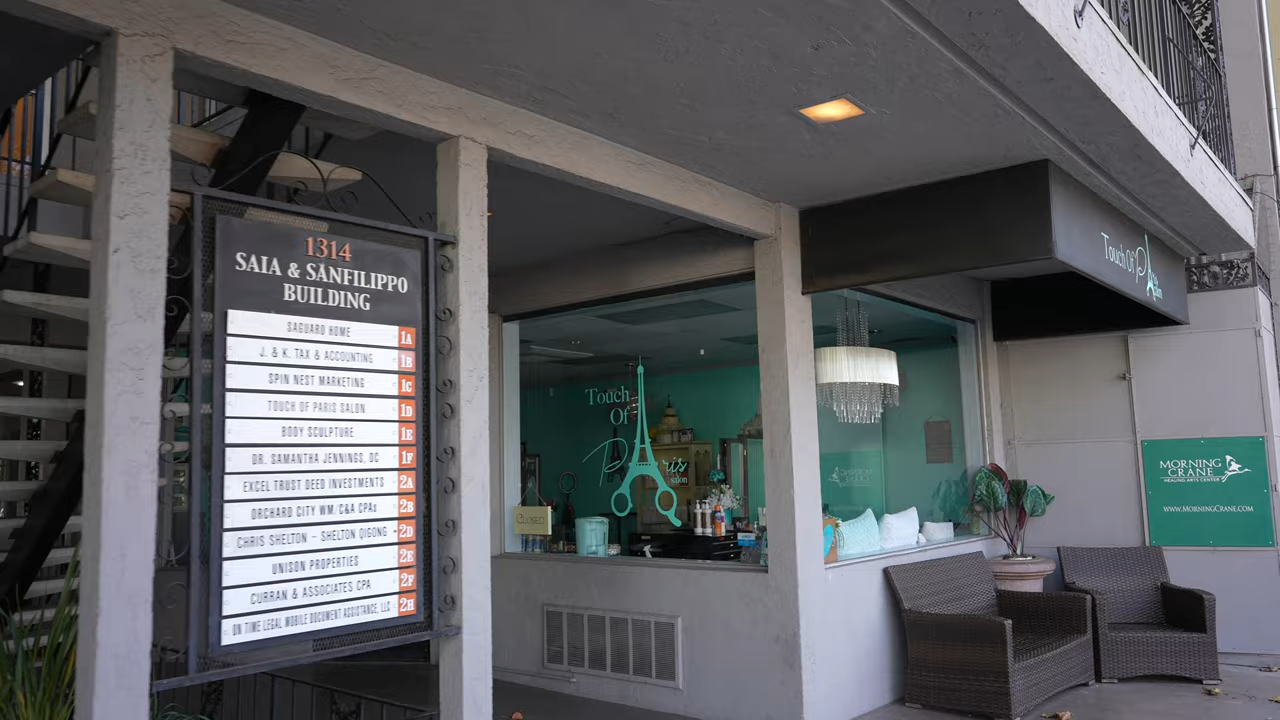 1314
SAIA & SANFILIPPO
BUILDING
SAGUARO HOME 1A
J. & K. TAX & ACCOUNTING 1B
SPIN NEST MARKETING 1C
TOUCH OF PARIS SALON 1D
BODY SCULPTURE 1E
DR. SAMANTHA JENNINGS, DC 1F
EXCEL TRUST DEED INVESTMENTS 2A
ORCHARD CITY WM/C&A CPAs 2B
CHRIS SHELTON - SHELTON QIGONG 2D
UNISON PROPERTIES 2E
CURRAN & ASSOCIATES CPA 2F
ON TIME LEGAL MOBILE DOCUMENT ASSISTANCE, LLC 2H
Touch
Of
Paris
salon
Touch Of Paris
salon
MORNING
CRANE
HEALING ARTS CENTER
WWW.MORNINGCRANE.COM